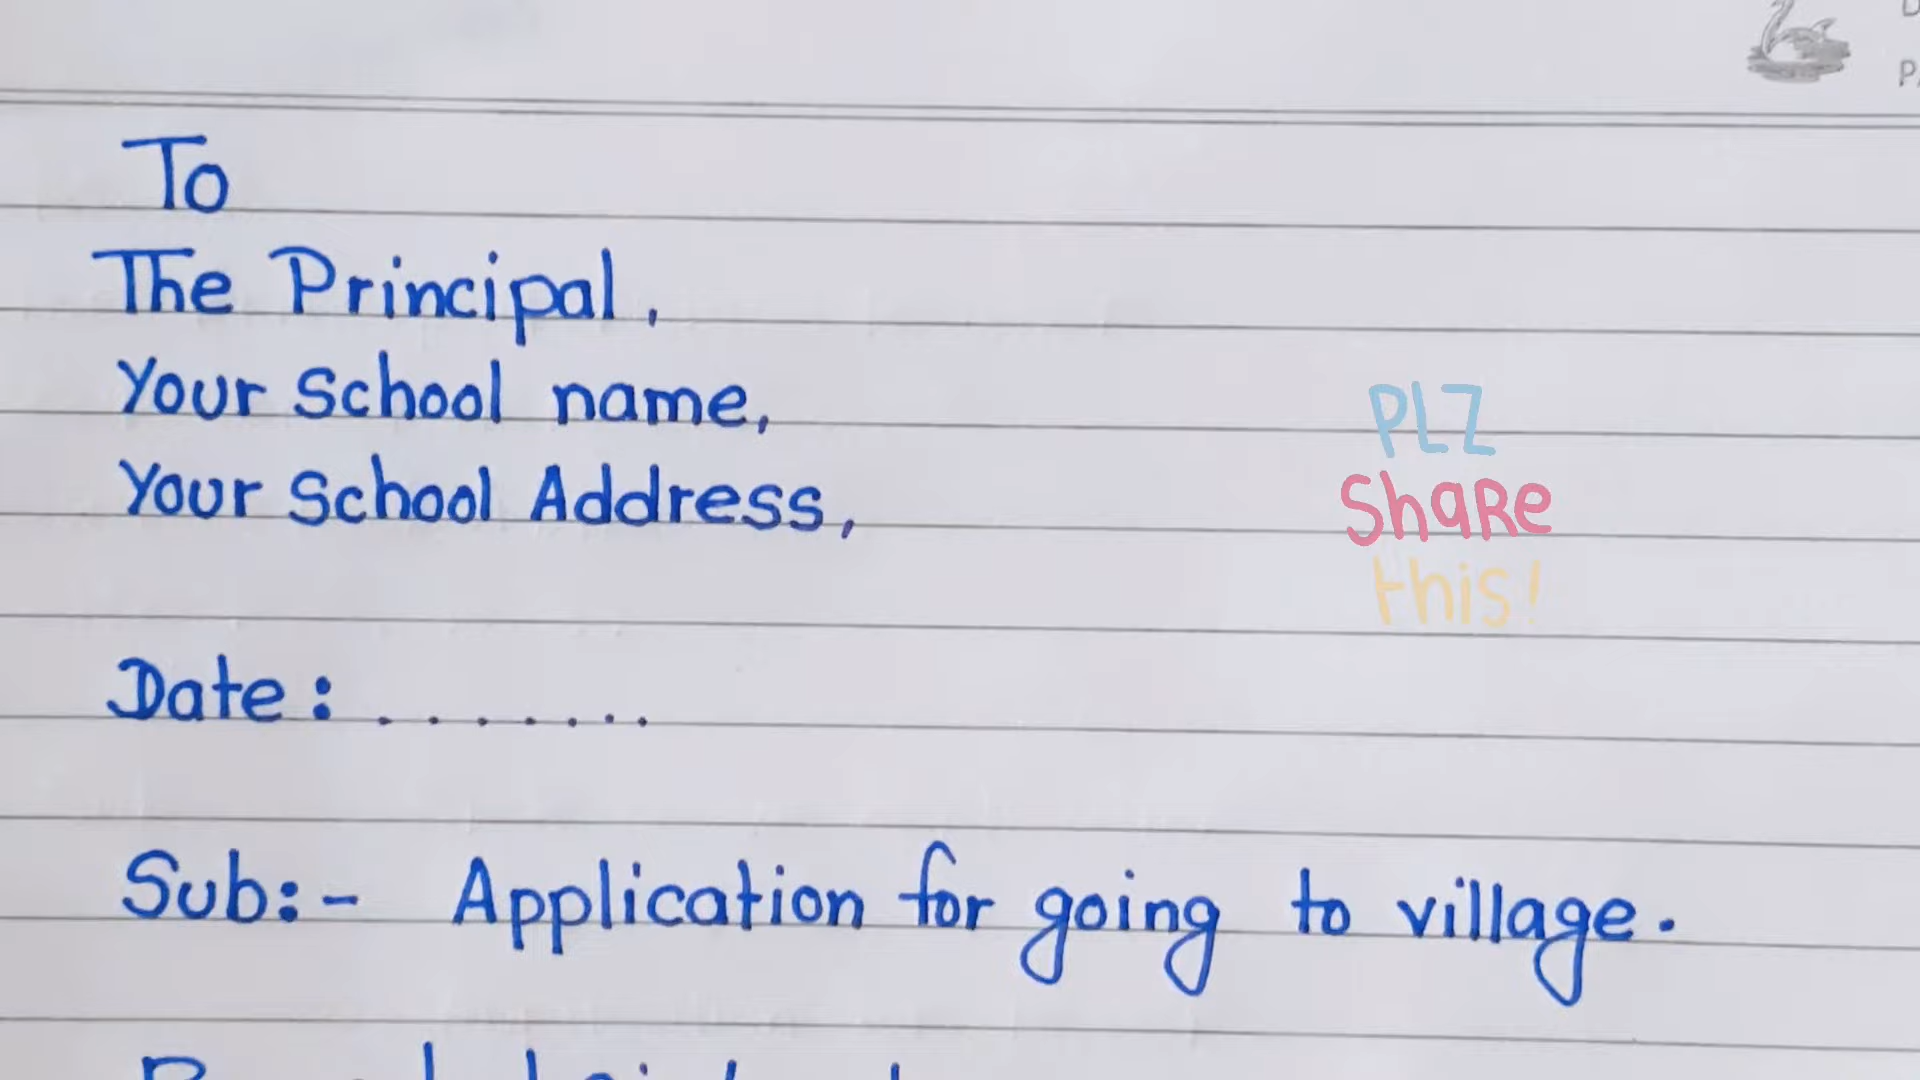 To
The Principal,
Your School name,
Your School Address,
PLZ
ShaRe
this!
Date: ........
Sub:- Application for going to village.